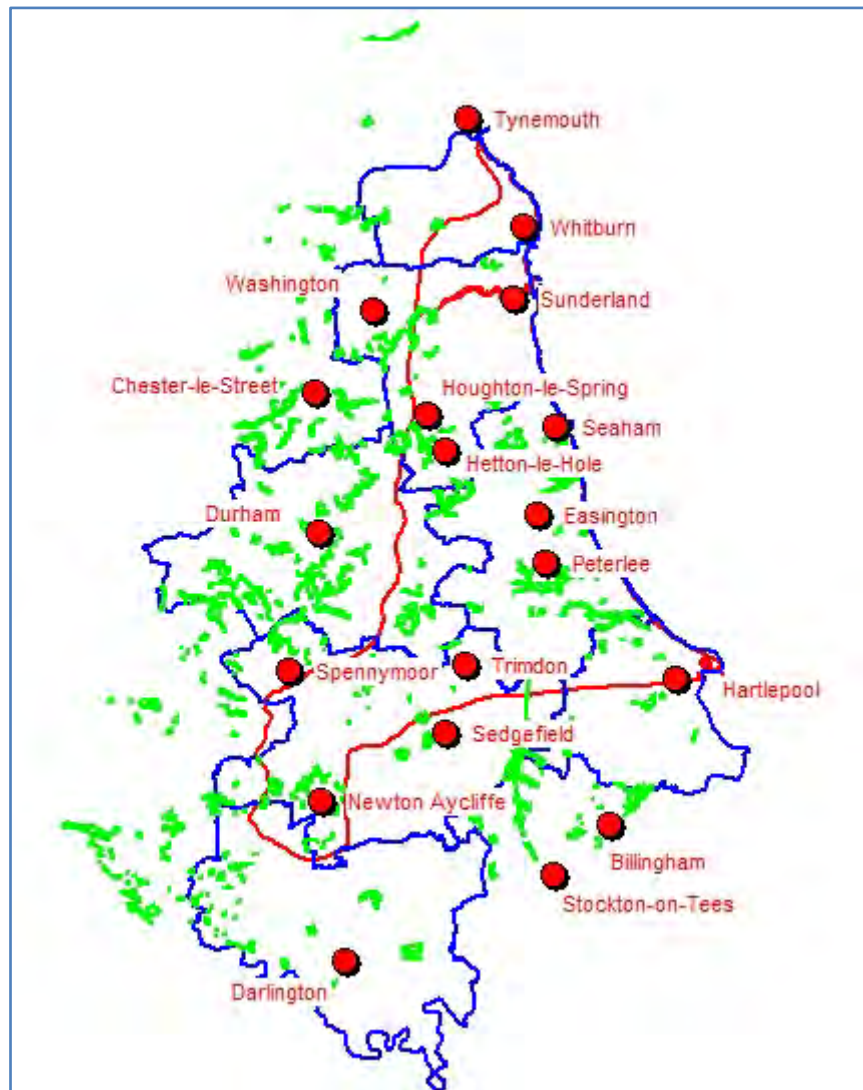 Tynemouth
Whitburn
Washington
Sunderland
Chester-le-Street
Houghton-le-Spring
Seaham
Hetton-le-Hole
Durham
Easington
Peterlee
Spennymoor
Trimdon
Hartlepool
Sedgefield
Newton Aycliffe
Billingham
Stockton-on-Tees
Darlington